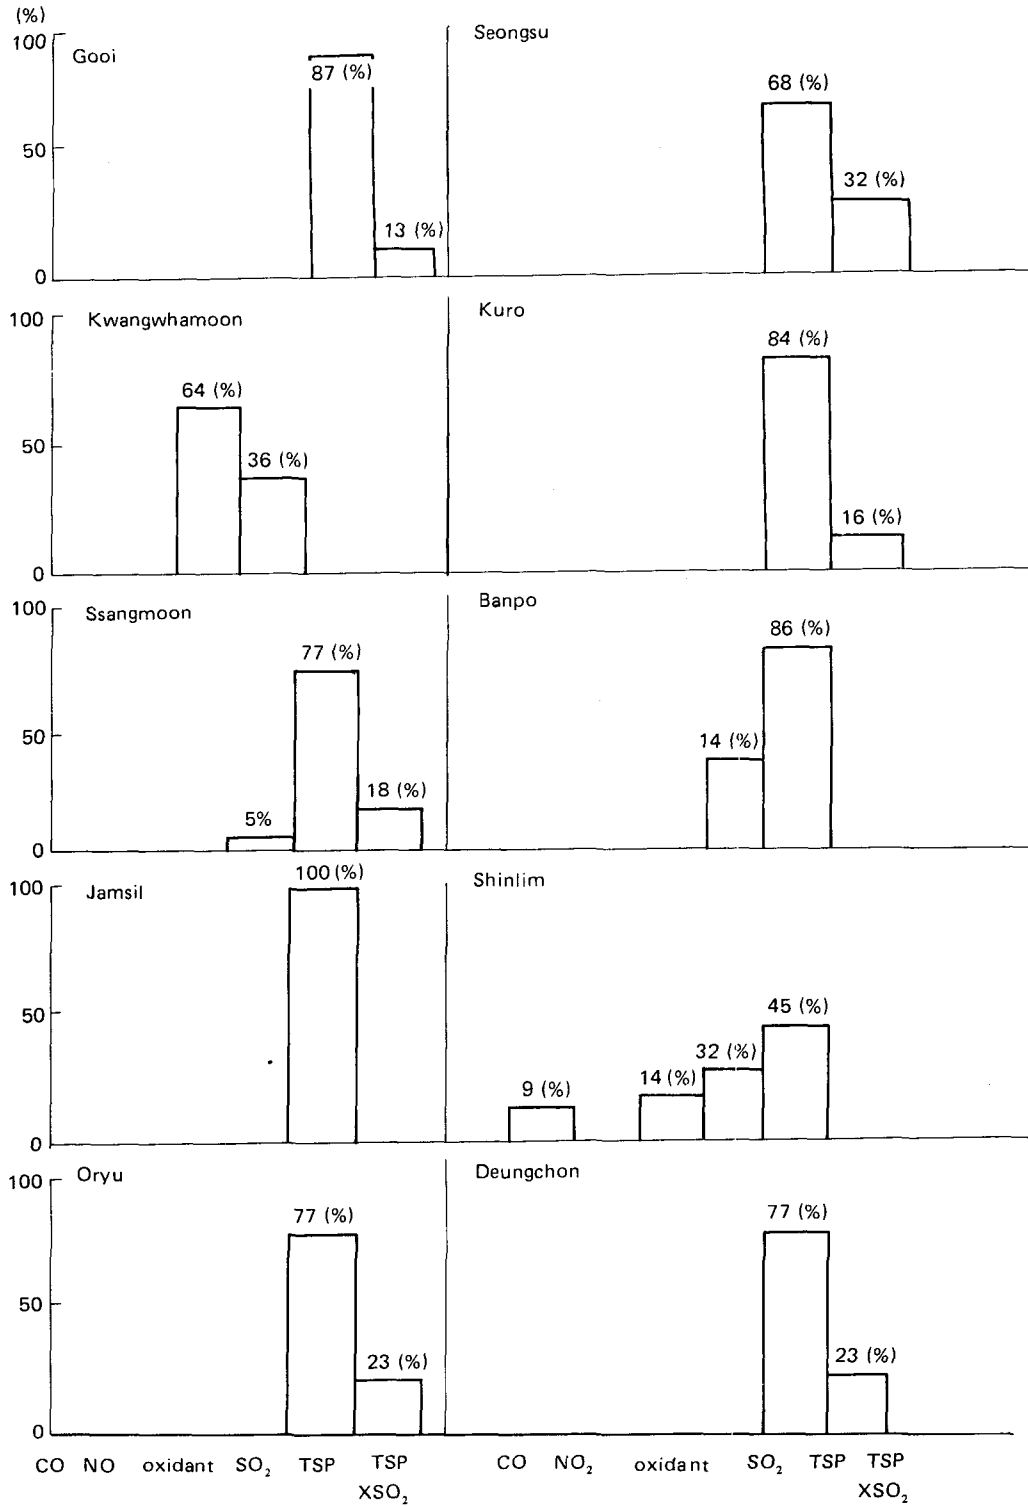 (%)
100
Gooi
87 (%)
50
13 (%)
0
Seongsu
68 (%)
32 (%)
100
Kwangwhamoon
64 (%)
50
36 (%)
0
Kuro
84 (%)
16 (%)
100
Ssangmoon
77 (%)
50
18 (%)
5%
0
Banpo
86 (%)
14 (%)
100
Jamsil
100 (%)
50
0
Shinlim
45 (%)
32 (%)
14 (%)
9 (%)
100
Oryu
77 (%)
50
23 (%)
0
Deungchon
77 (%)
23 (%)
CO NO oxidant SO₂ TSP TSP
XSO₂
CO NO₂ oxidant SO₂ TSP TSP
XSO₂